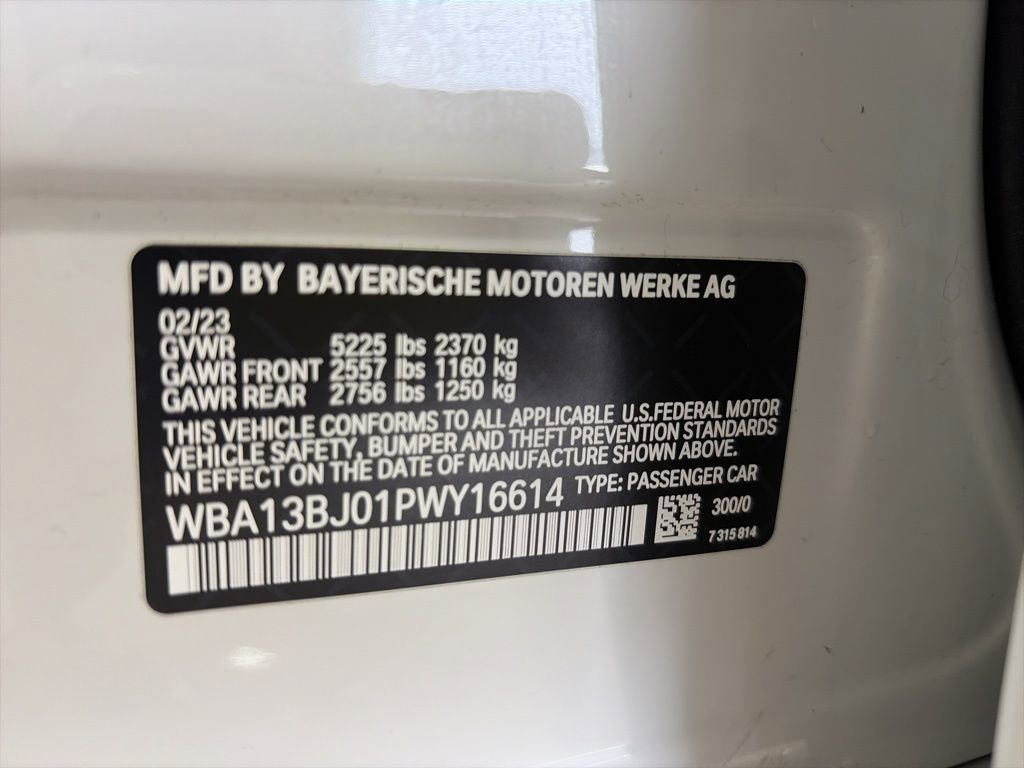 MFD BY BAYERISCHE MOTOREN WERKE AG
02/23
GVWR 5225 lbs 2370 kg
GAWR FRONT 2557 lbs 1160 kg
GAWR REAR 2756 lbs 1250 kg
THIS VEHICLE CONFORMS TO ALL APPLICABLE U.S.FEDERAL MOTOR
VEHICLE SAFETY, BUMPER AND THEFT PREVENTION STANDARDS
IN EFFECT ON THE DATE OF MANUFACTURE SHOWN ABOVE.
WBA13BJ01PWY16614 TYPE: PASSENGER CAR
300/0
7 315 814